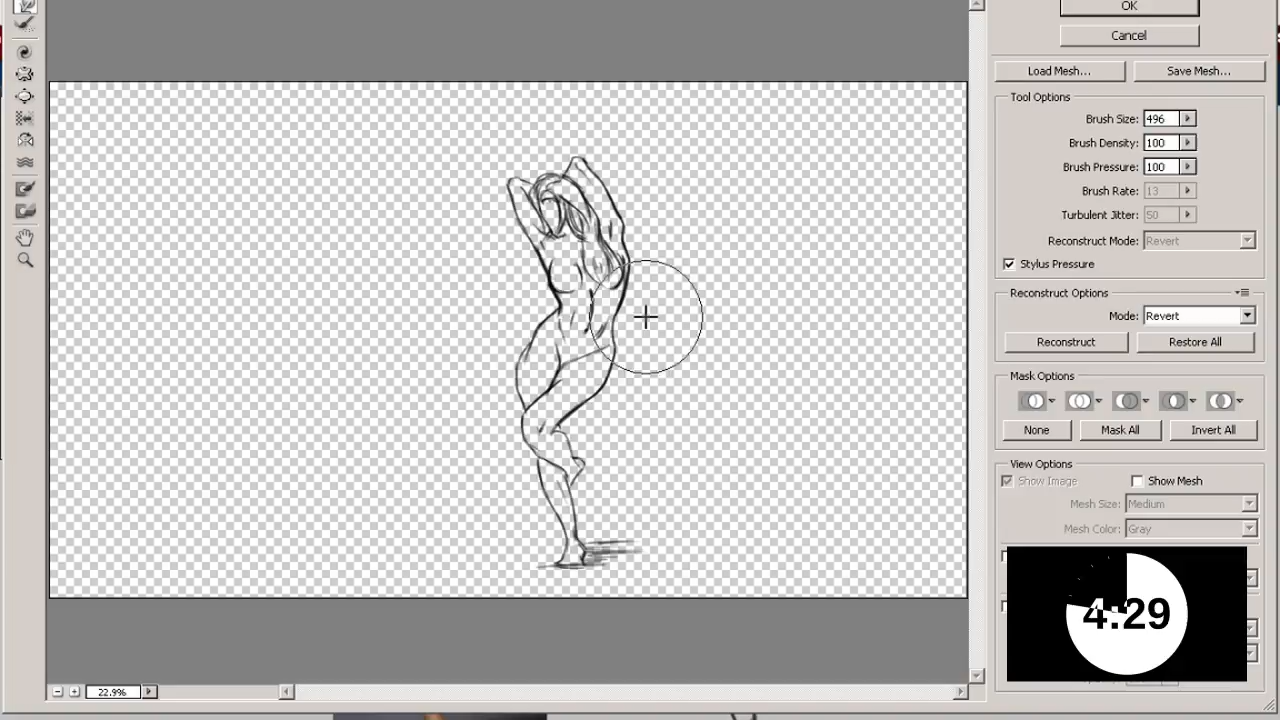 OK
Cancel
Load Mesh... Save Mesh...
Tool Options
Brush Size: 496
Brush Density: 100
Brush Pressure: 100
Brush Rate: 13
Turbulent Jitter: 50
Reconstruct Mode: Revert
Stylus Pressure
Reconstruct Options
Mode: Revert
Reconstruct Restore All
Mask Options
None Mask All Invert All
View Options
Show Image Show Mesh
Mesh Size: Medium
Mesh Color: Gray
4:29
22.9%